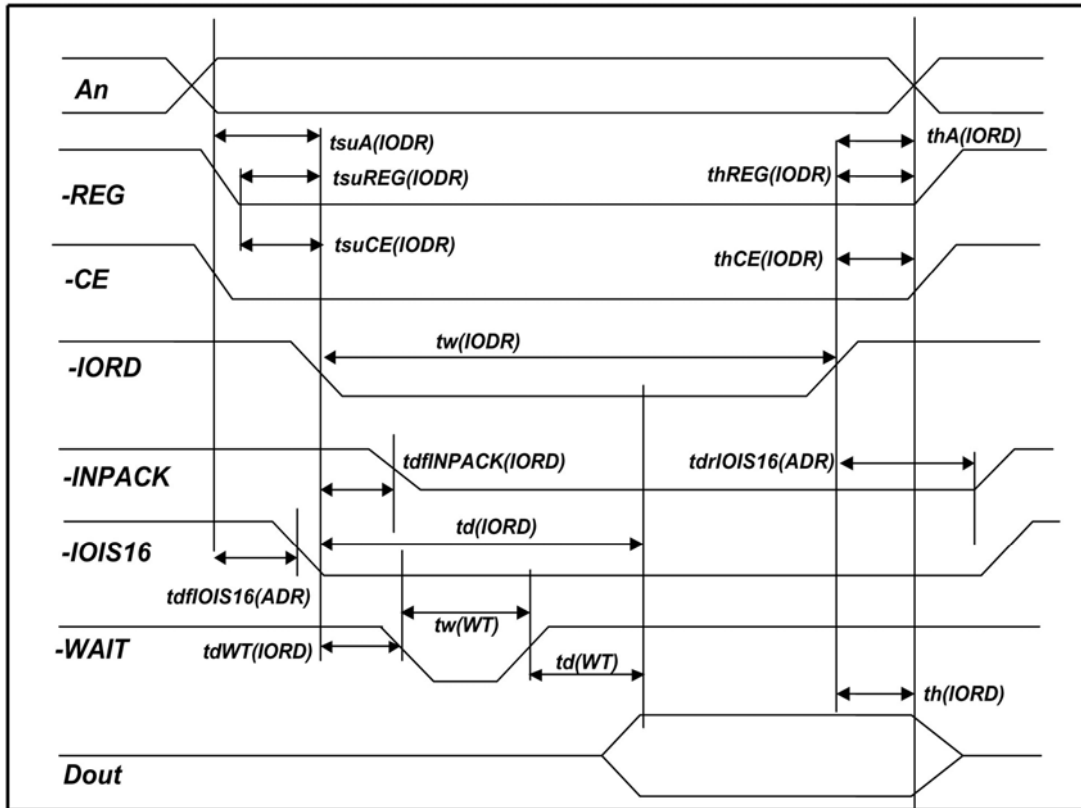 An
tsuA(IODR)
thA(IORD)
-REG
tsuREG(IODR)
thREG(IODR)
tsuCE(IODR)
thCE(IODR)
-CE
tw(IODR)
-IORD
-INPACK
tdfINPACK(IORD)
tdrIOIS16(ADR)
td(IORD)
-IOIS16
tdfIOIS16(ADR)
tw(WT)
-WAIT
tdWT(IORD)
td(WT)
th(IORD)
Dout